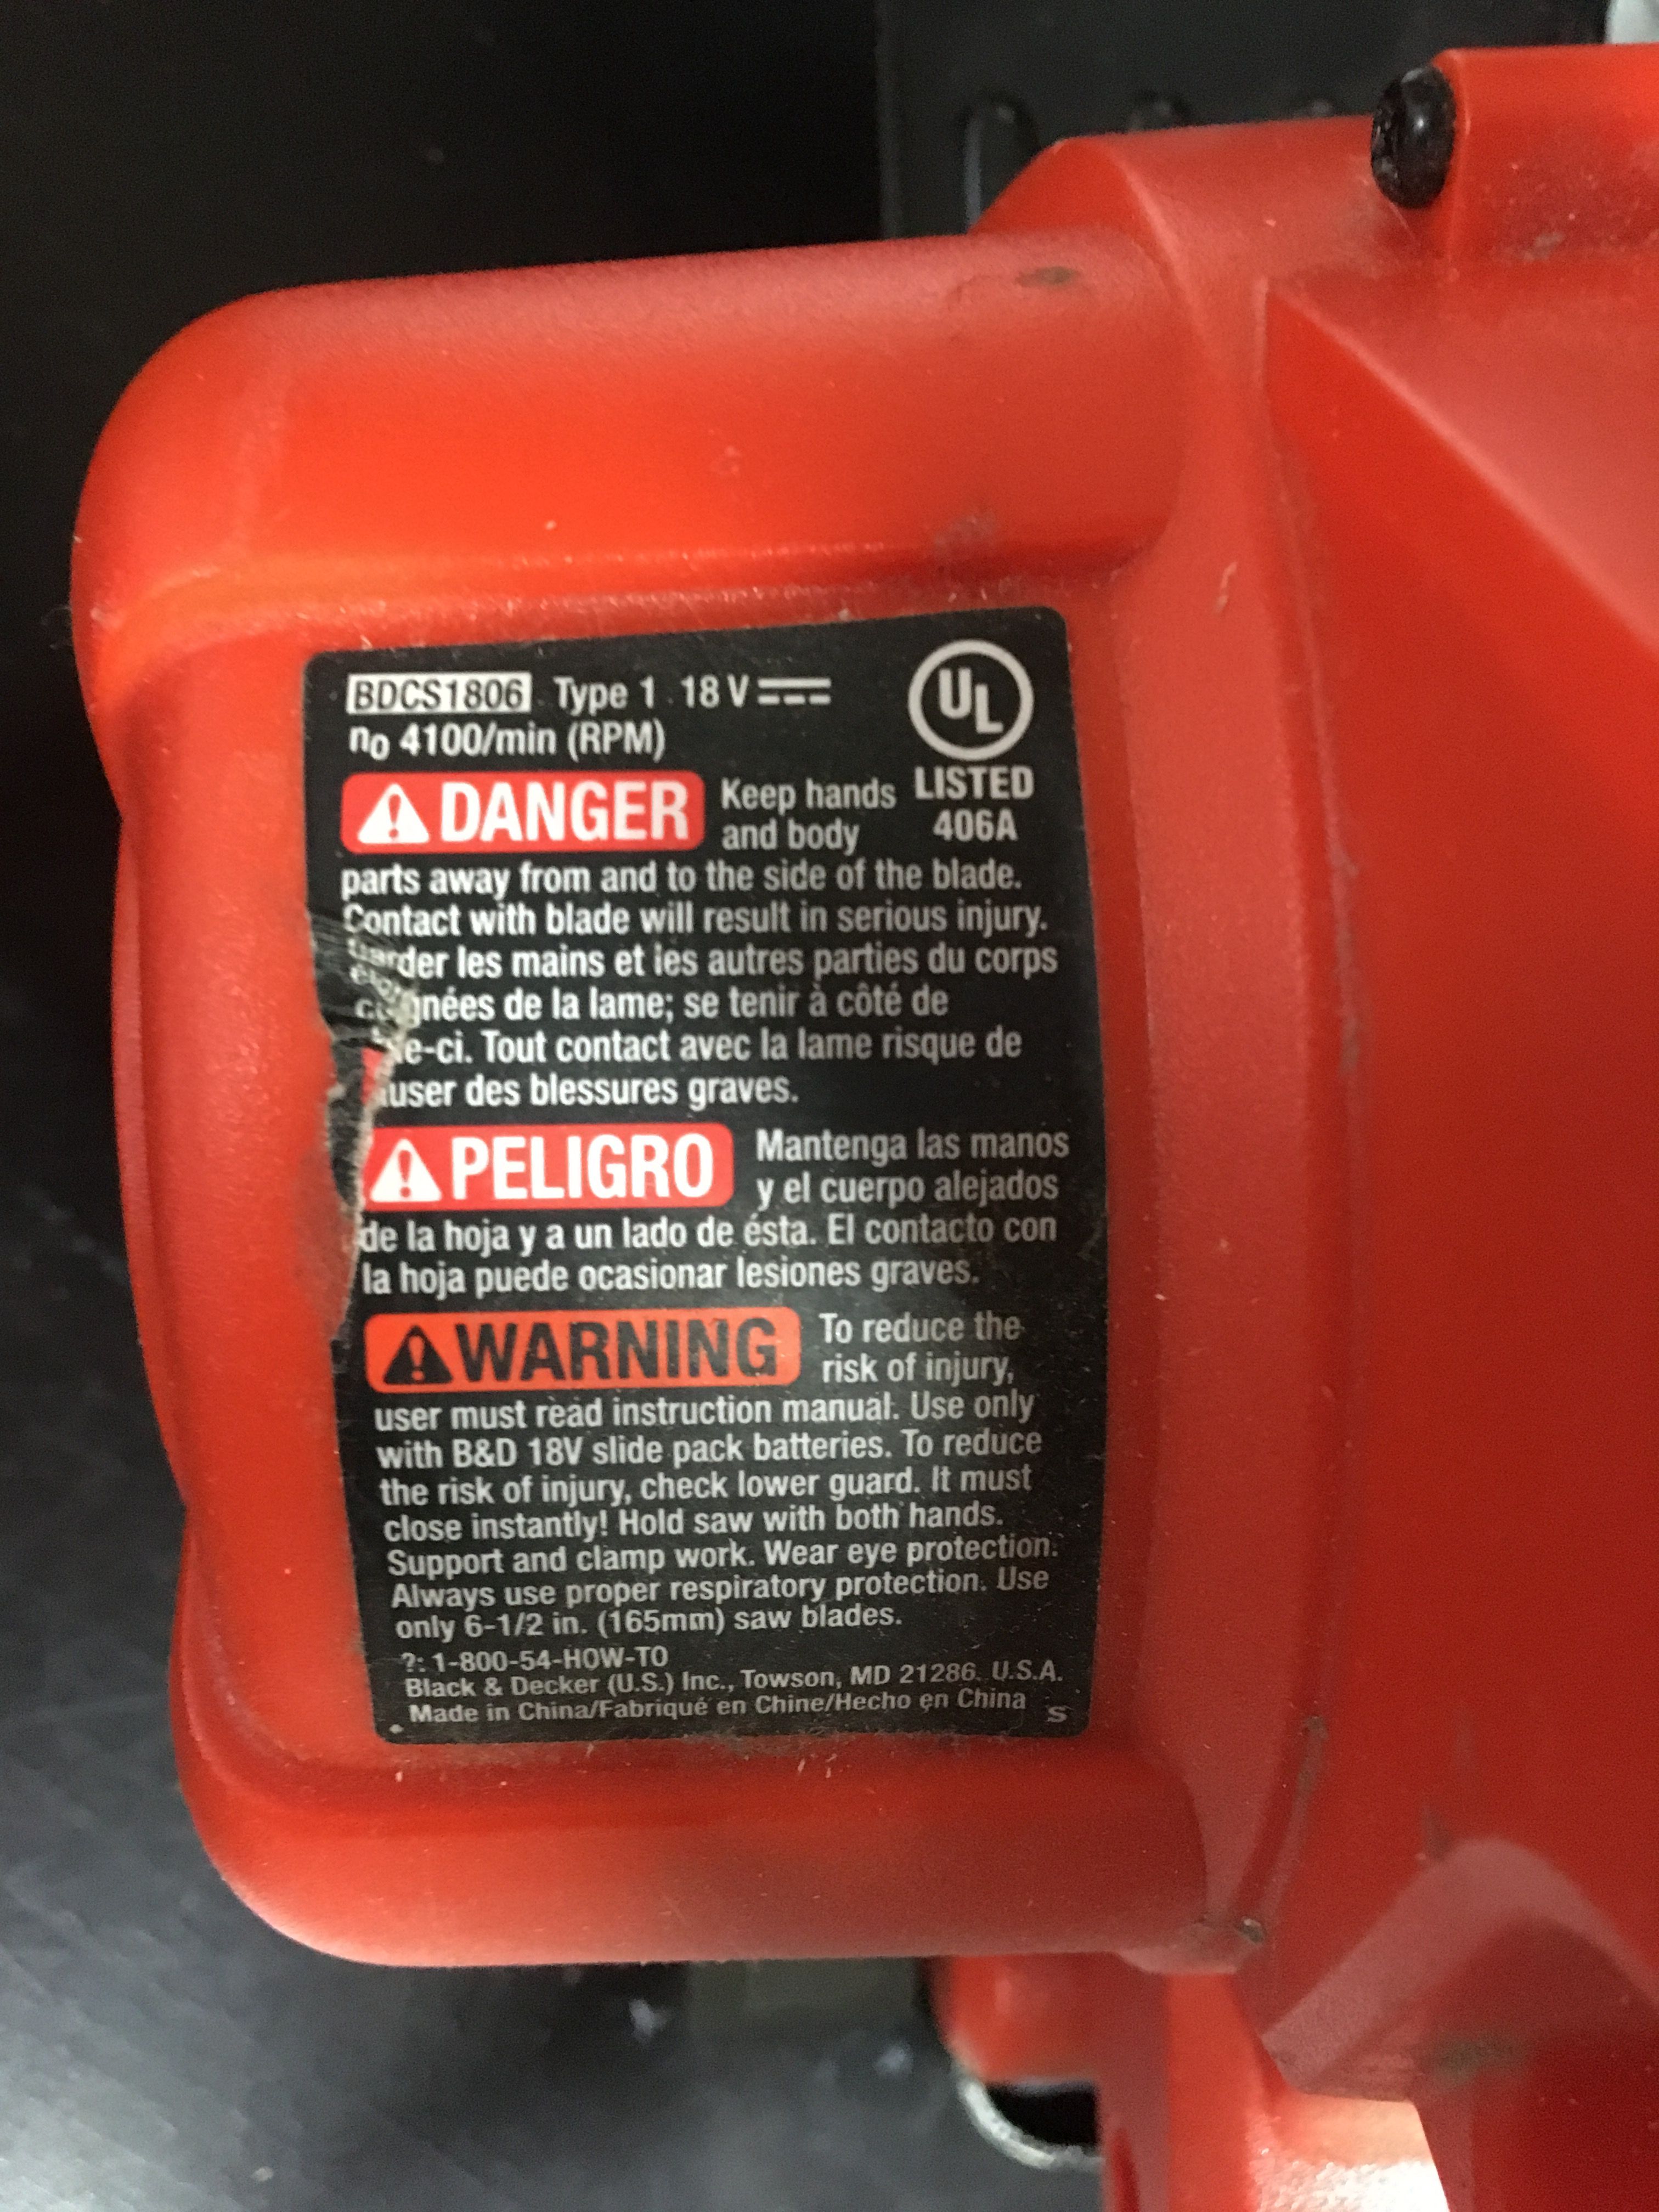 BDCS1806 Type 1 18 V
no 4100/min (RPM)
UL
LISTED
406A
DANGER Keep hands
and body
parts away from and to the side of the blade.
Contact with blade will result in serious injury.
les mains et les autres parties du corps
de la lame; se tenir à côté de
Tout contact avec la lame risque de
des blessures graves.
PELIGRO Mantenga las manos
y el cuerpo alejados
de la hoja y a un lado de ésta. El contacto con
la hoja puede ocasionar lesiones graves.
WARNING To reduce the
risk of injury,
user must read instruction manual. Use only
with B&D 18V slide pack batteries. To reduce
the risk of injury, check lower guard. It must
close instantly! Hold saw with both hands.
Support and clamp work. Wear eye protection.
Always use proper respiratory protection. Use
only 6-1/2 in. (165mm) saw blades.
?: 1-800-54-HOW-TO
Black & Decker (U.S.) Inc., Towson, MD 21286 U.S.A.
Made in China/Fabriqué en Chine/Hecho en China
S